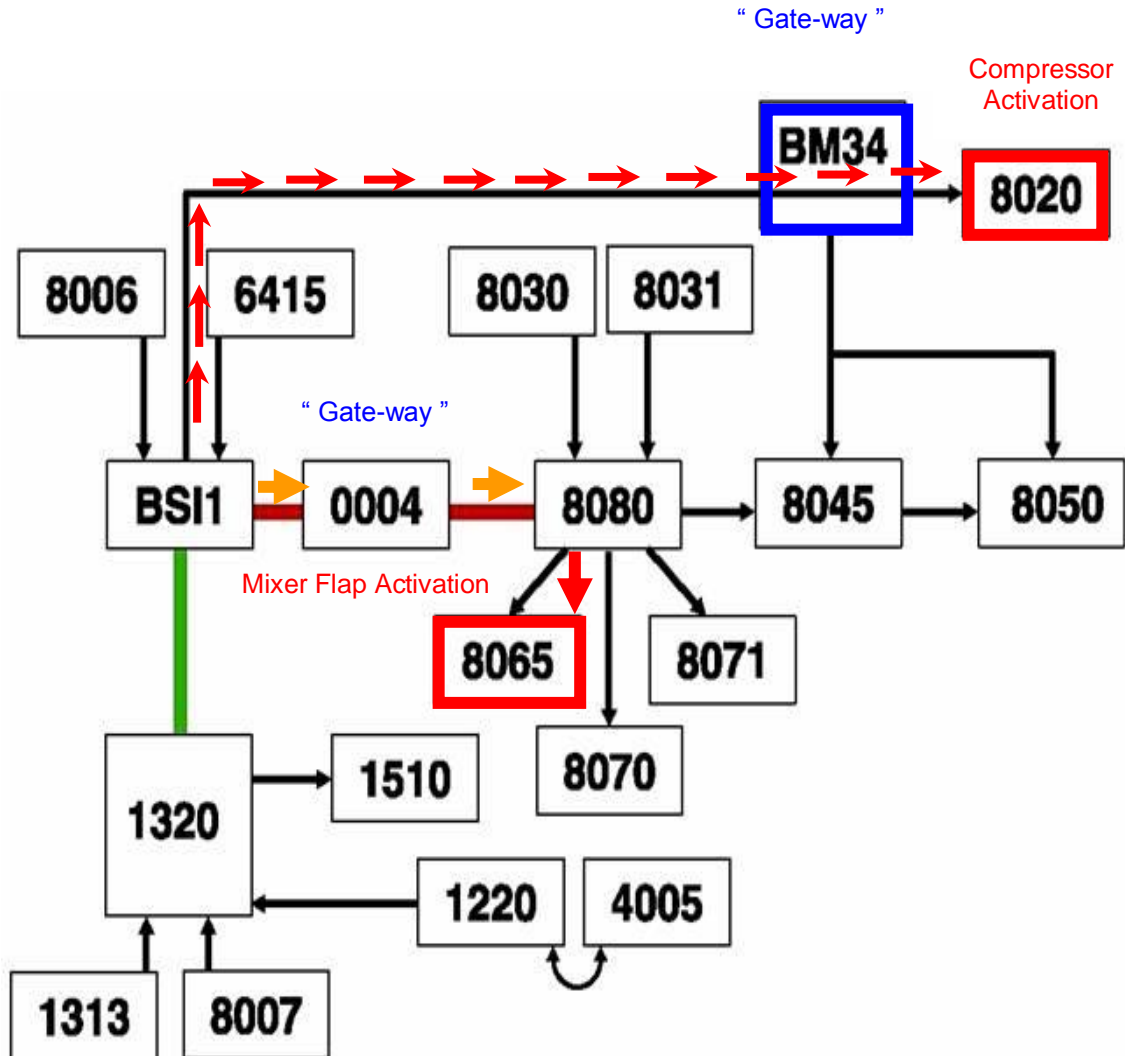 “ Gate-way ”
Compressor
Activation
BM34
8020
8006
6415
8030
8031
“ Gate-way ”
BSI1
0004
8080
8045
8050
Mixer Flap Activation
8065
8071
8070
1510
1320
1220
4005
1313
8007